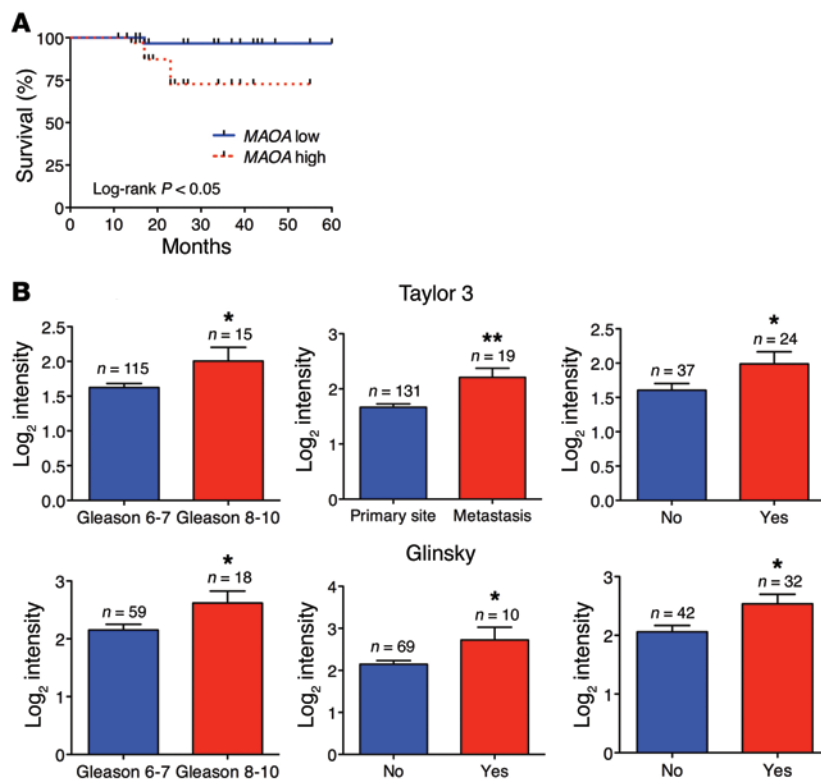 A
100
75
50
25
0
Survival (%)
MAOA low
MAOA high
Log-rank P < 0.05
0 10 20 30 40 50 60
Months
B
Taylor 3
Log₂ intensity
2.5
2.0
1.5
1.0
0.5
0.0
n = 115
*
n = 15
Gleason 6-7 Gleason 8-10
Log₂ intensity
3
2
1
0
n = 131
**
n = 19
Primary site Metastasis
Log₂ intensity
2.5
2.0
1.5
1.0
0.5
0.0
n = 37
*
n = 24
No Yes
Glinsky
Log₂ intensity
3
2
1
0
n = 59
*
n = 18
Gleason 6-7 Gleason 8-10
Log₂ intensity
4
3
2
1
0
n = 69
*
n = 10
No Yes
Log₂ intensity
3
2
1
0
n = 42
*
n = 32
No Yes